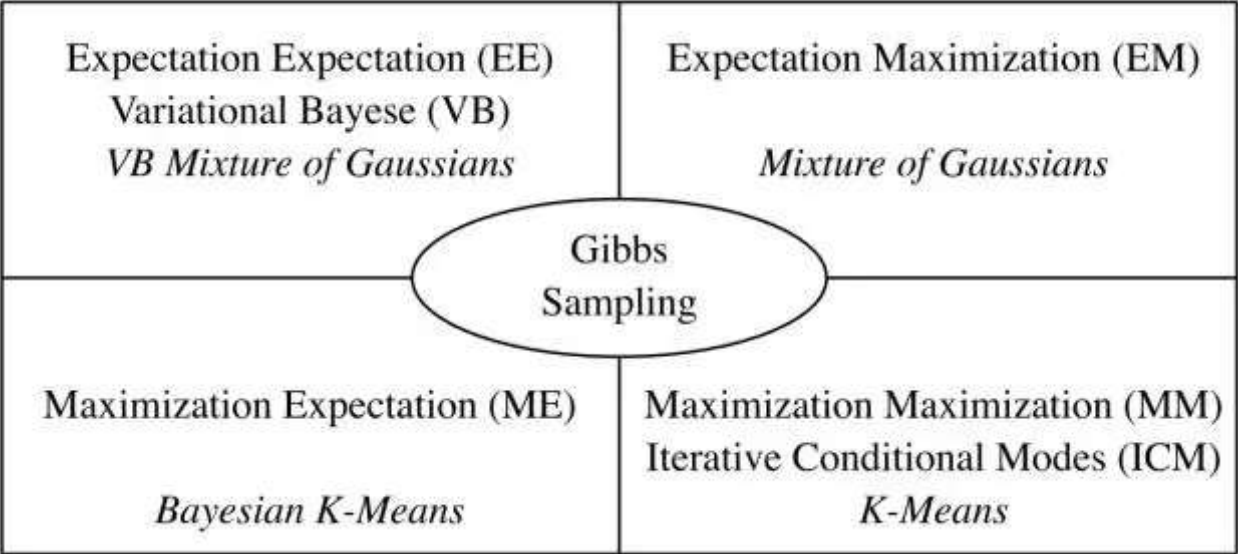 Expectation Expectation (EE)
Variational Bayese (VB)
VB Mixture of Gaussians
Expectation Maximization (EM)
Mixture of Gaussians
Gibbs
Sampling
Maximization Expectation (ME)
Bayesian K-Means
Maximization Maximization (MM)
Iterative Conditional Modes (ICM)
K-Means